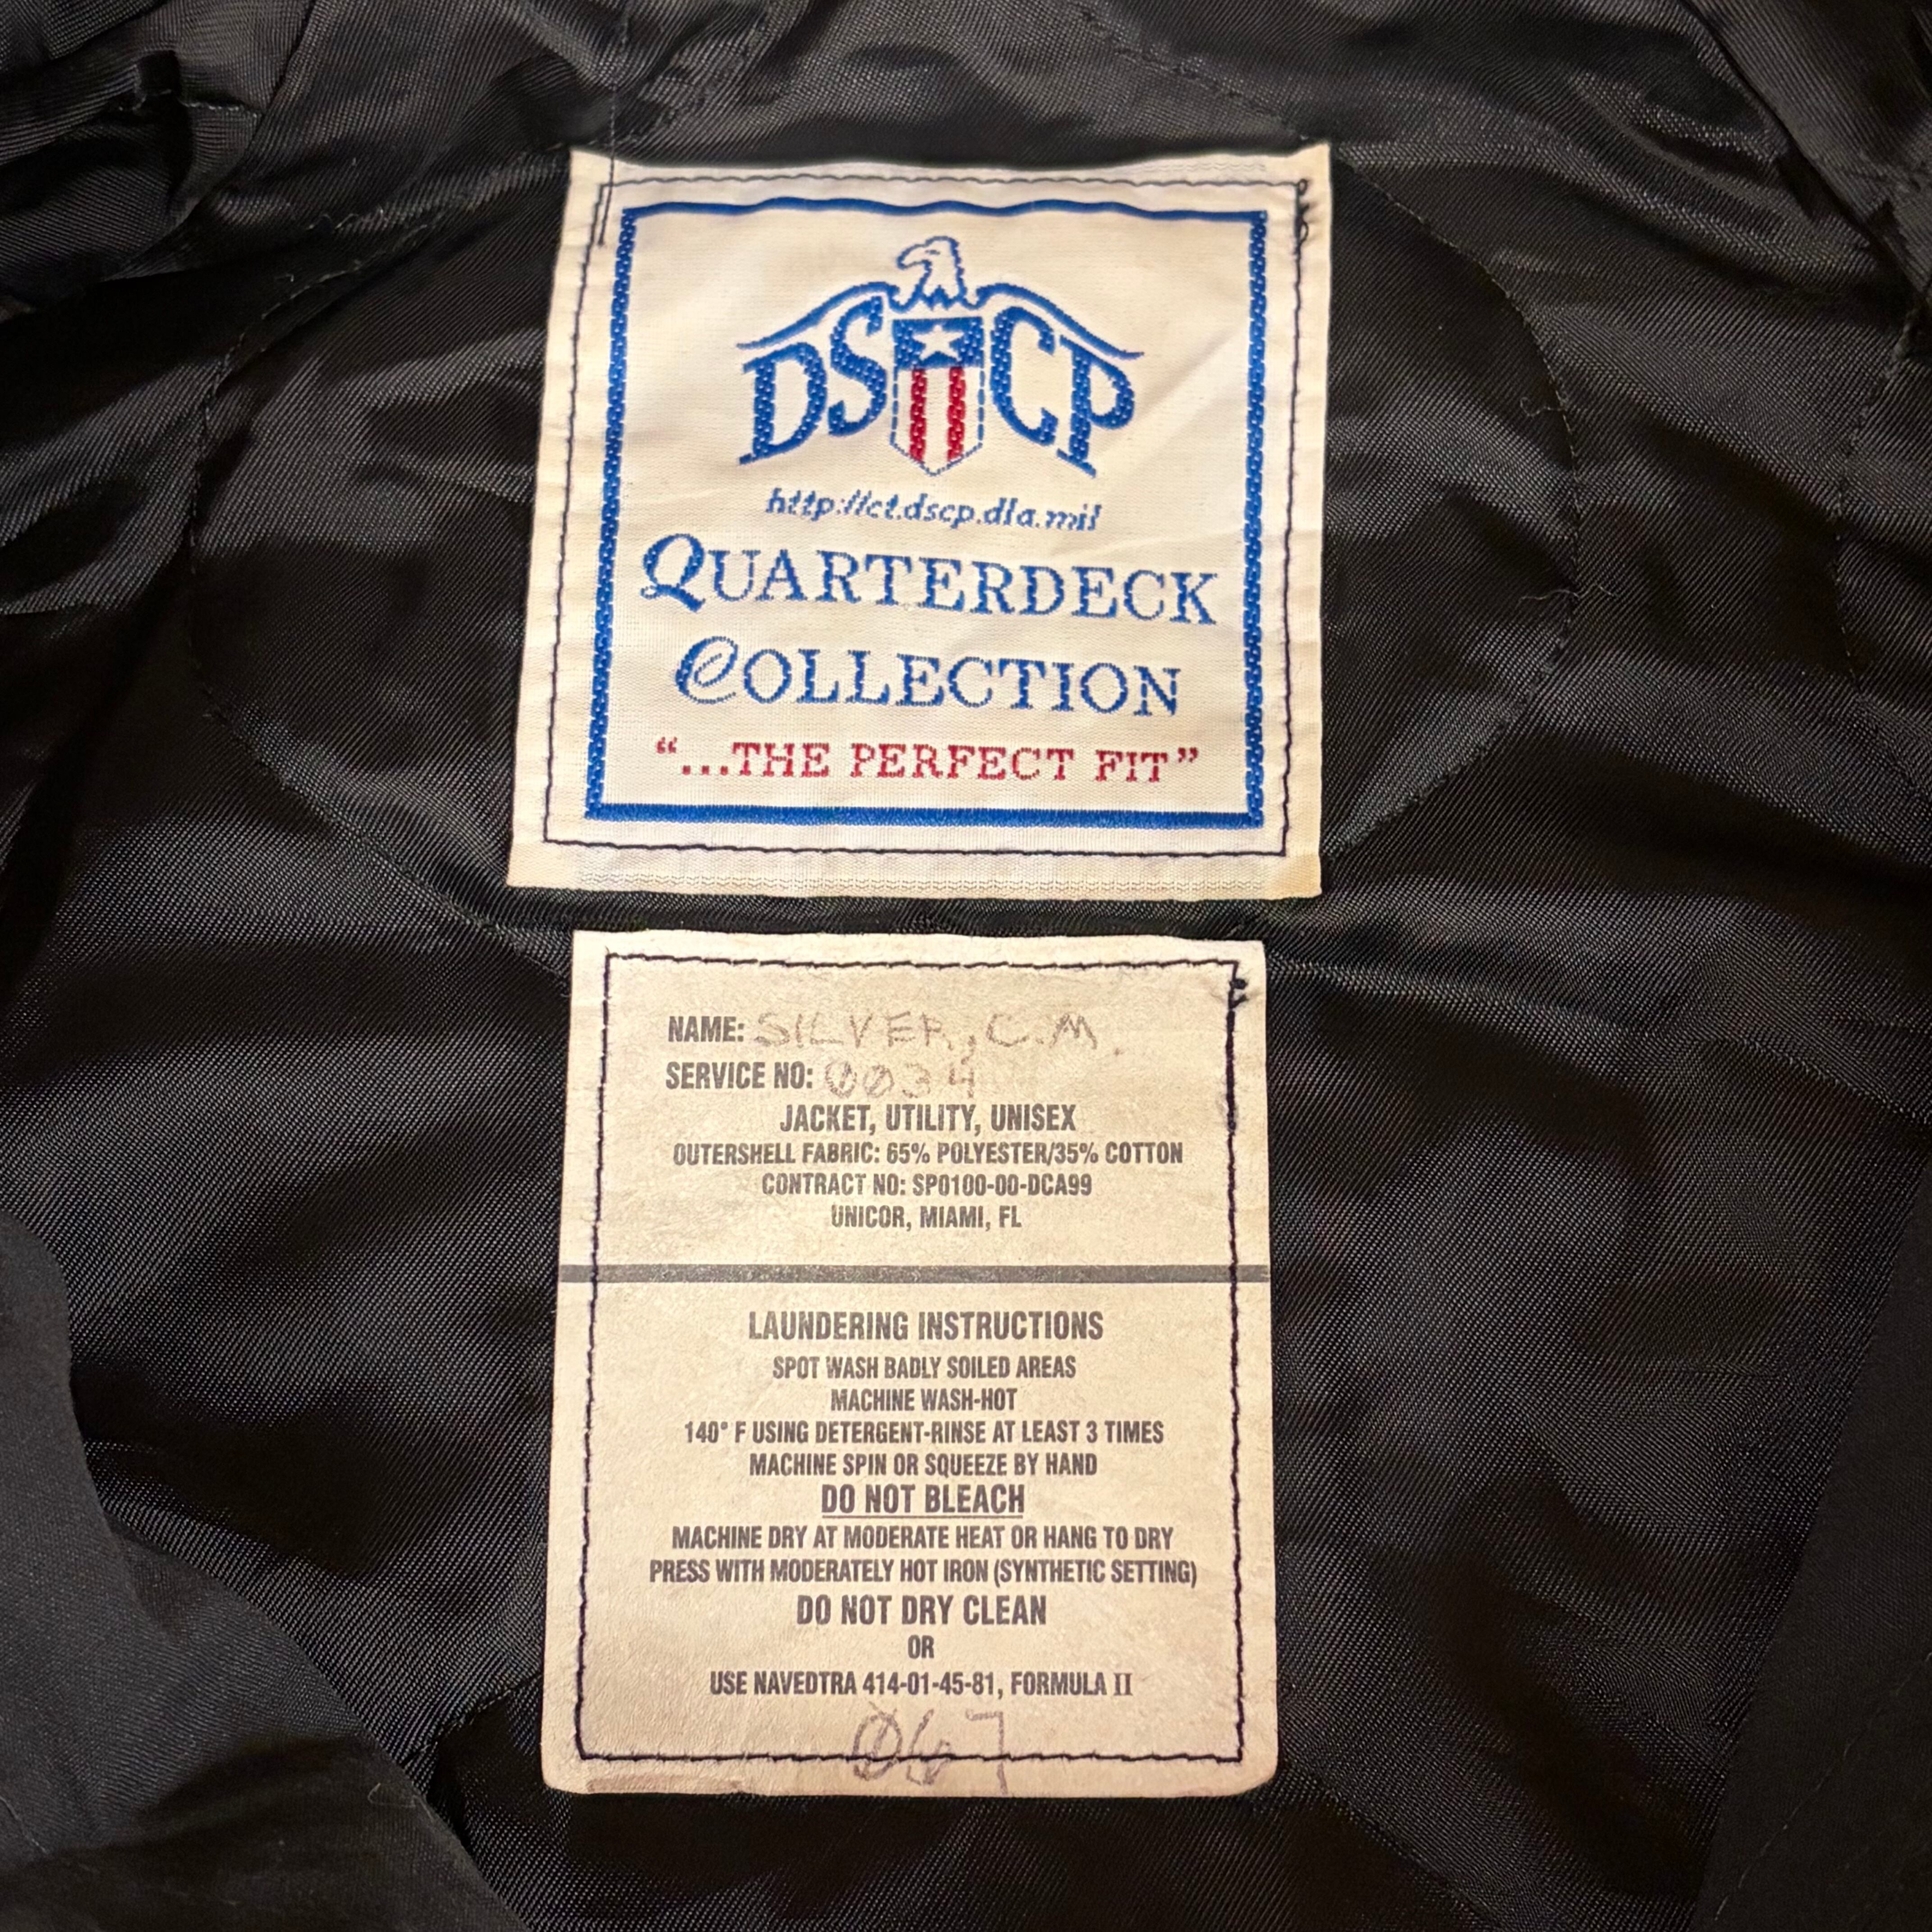 DSCP
http://ct.dscp.dla.mil
QUARTERDECK
COLLECTION
“...THE PERFECT FIT”
NAME: SILVER, C.M.
SERVICE NO: 0034
JACKET, UTILITY, UNISEX
OUTERSHELL FABRIC: 65% POLYESTER/35% COTTON
CONTRACT NO: SP0100-00-DCA99
UNICOR, MIAMI, FL
LAUNDERING INSTRUCTIONS
SPOT WASH BADLY SOILED AREAS
MACHINE WASH-HOT
140° F USING DETERGENT-RINSE AT LEAST 3 TIMES
MACHINE SPIN OR SQUEEZE BY HAND
DO NOT BLEACH
MACHINE DRY AT MODERATE HEAT OR HANG TO DRY
PRESS WITH MODERATELY HOT IRON (SYNTHETIC SETTING)
DO NOT DRY CLEAN
OR
USE NAVEDTRA 414-01-45-81, FORMULA II
067